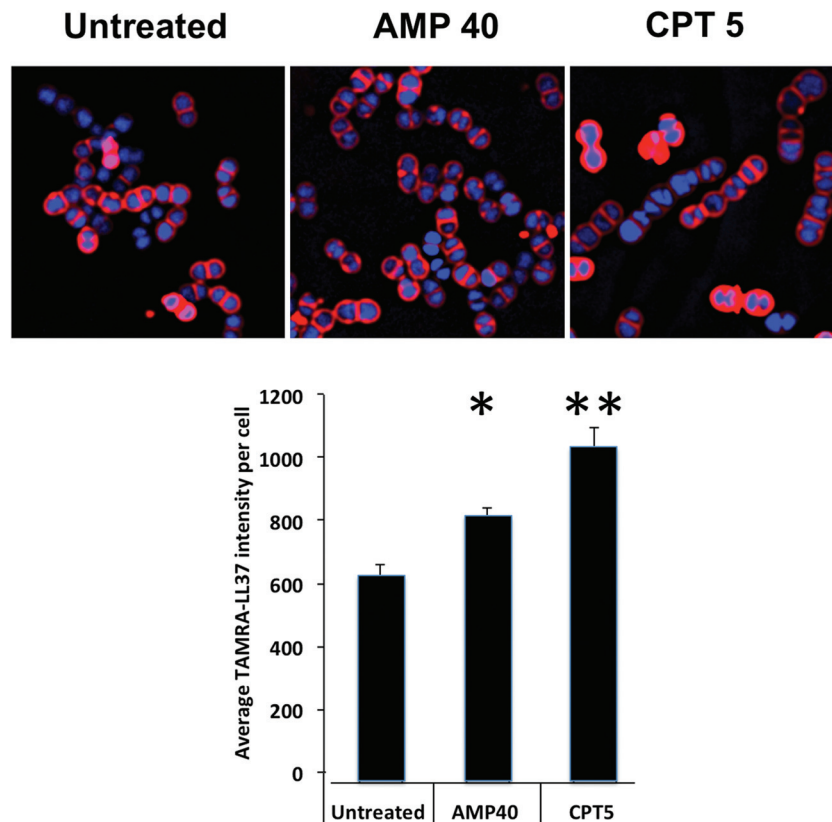 Untreated AMP 40 CPT 5
* **
1200
1000
800
600
400
200
0
Average TAMRA-LL37 intensity per cell
Untreated AMP40 CPT5